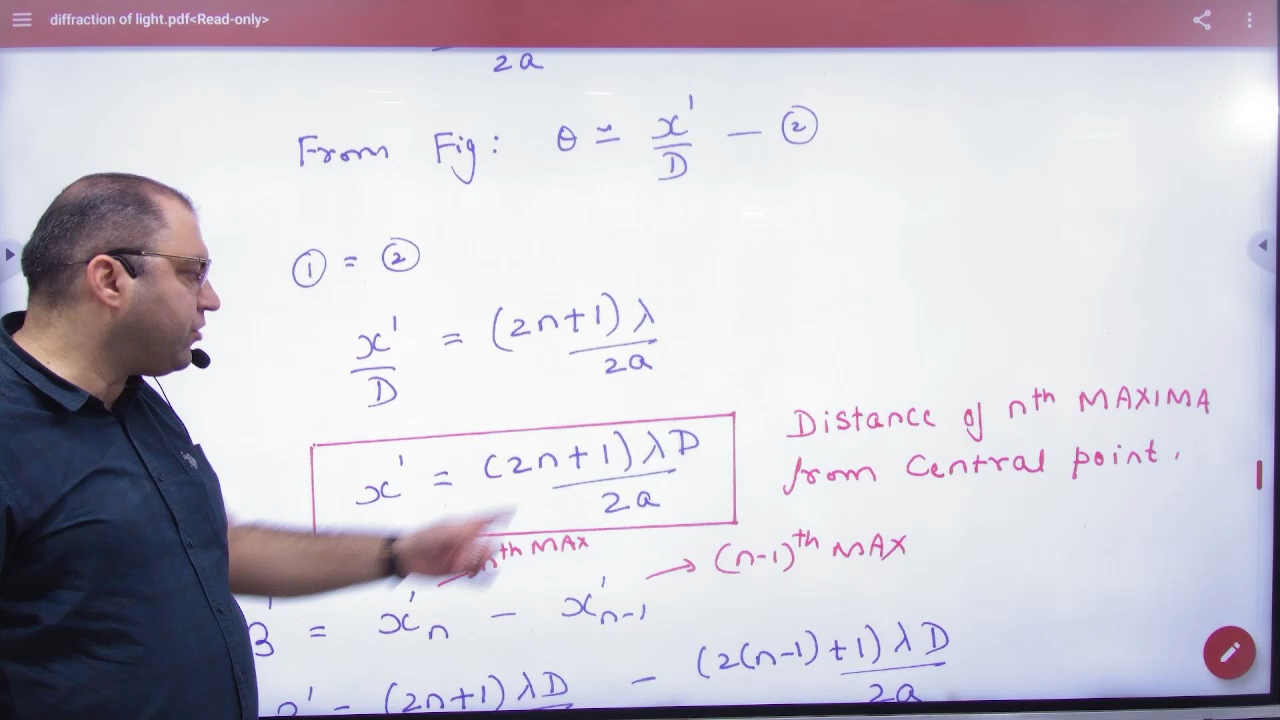 diffraction of light.pdf<Read-only>
2a
From Fig: θ ≃ x'/D — ②
① = ②
x'/D = (2n+1) λ/2a
x' = (2n+1) λD/2a
Distance of nth MAXIMA
from Central point.
nth MAX
→ (n-1)th MAX
β' = x'n - x'n-1
β' = (2n+1) λD - (2(n-1)+1) λD/2a